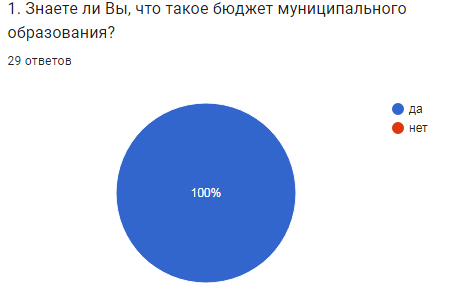 1. Знаете ли Вы, что такое бюджет муниципального
образования?
29 ответов
да
нет
100%